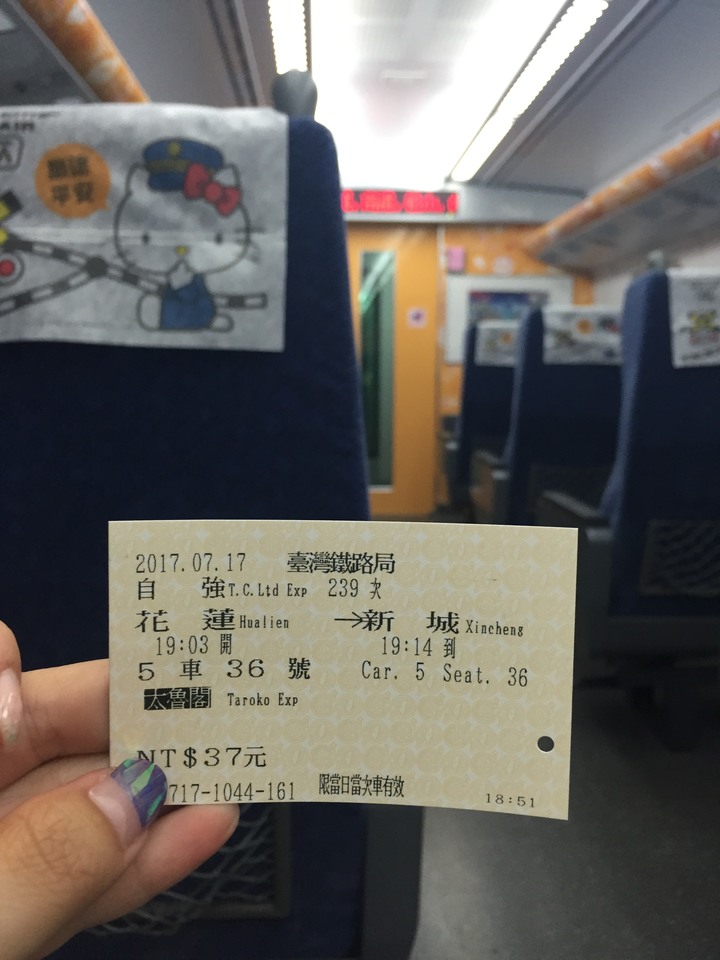 平安
2017.07.17 臺灣鐵路局
自 強 T.C.Ltd Exp 239 次
花 蓮 Hualien → 新 城 Xincheng
19:03 開 19:14 到
5 車 36 號 Car. 5 Seat. 36
太魯閣 Taroko Exp
NT$37元
717-1044-161 限當日當次車有效
18:51